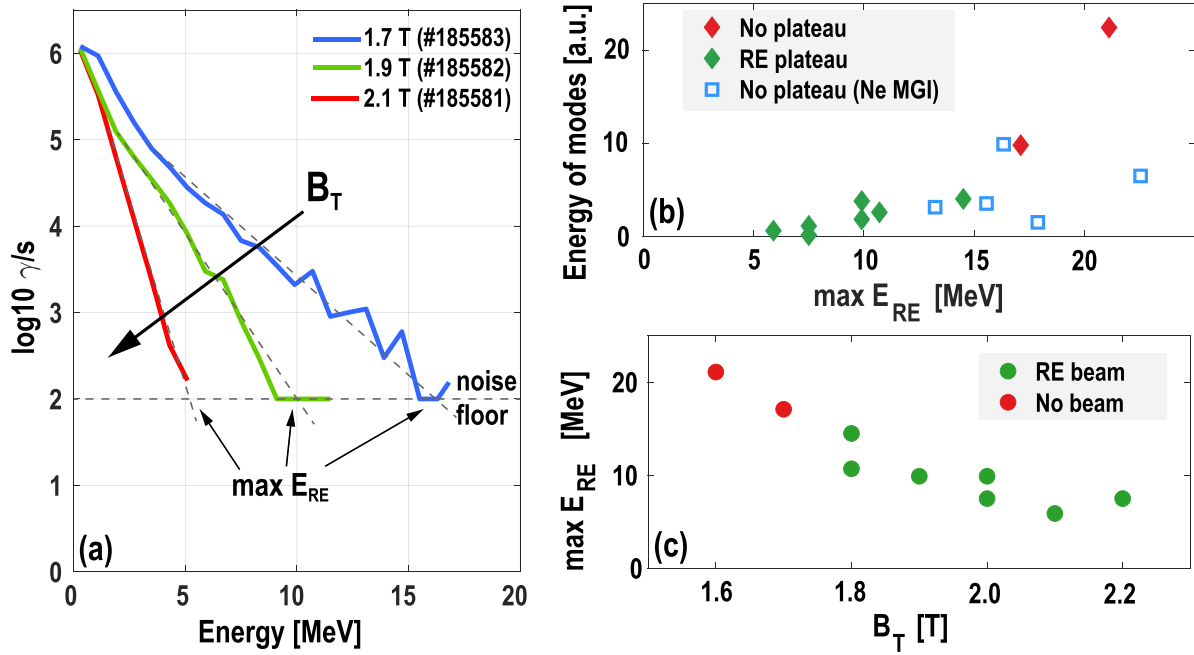 6
5
4
3
2
1
0
log10 γ/s
1.7 T (#185583)
1.9 T (#185582)
2.1 T (#185581)
B_T
noise
floor
max E_RE
(a)
0
5
10
15
20
Energy [MeV]
20
10
0
Energy of modes [a.u.]
No plateau
RE plateau
No plateau (Ne MGI)
(b)
0
5
10
15
20
max E_RE [MeV]
20
10
0
max E_RE [MeV]
RE beam
No beam
(c)
1.6
1.8
2.0
2.2
B_T [T]